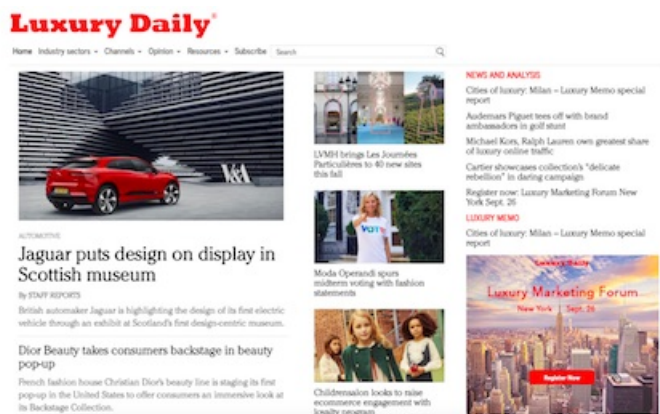 Luxury Daily®
Home Industry sectors Channels Opinion Resources Subscribe Search
V&A
AUTOMOTIVE
Jaguar puts design on display in
Scottish museum
By STAFF REPORTS
British automaker Jaguar is highlighting the design of its first electric
vehicle through an exhibit at Scotland's first design-centric museum.
Dior Beauty takes consumers backstage in beauty
pop-up
French fashion house Christian Dior's beauty line is staging its first
pop-up in the United States to offer consumers an immersive look at
its Backstage Collection.
LVMH brings Les Journées
Particulières to 40 new sites
this fall
VOTE
Moda Operandi spurs
midterm voting with fashion
statements
Childrensalon looks to raise
ecommerce engagement with
loyalty program
NEWS AND ANALYSIS
Cities of luxury: Milan – Luxury Memo special
report
Audemars Piguet tees off with brand
ambassadors in golf stunt
Michael Kors, Ralph Lauren own greatest share
of luxury online traffic
Cartier showcases collection's "delicate
rebellion" in daring campaign
Register now: Luxury Marketing Forum New
York Sept. 26
LUXURY MEMO
Cities of luxury: Milan – Luxury Memo special
report
Luxury Daily
Luxury Marketing Forum
New York | Sept. 26
Register Now